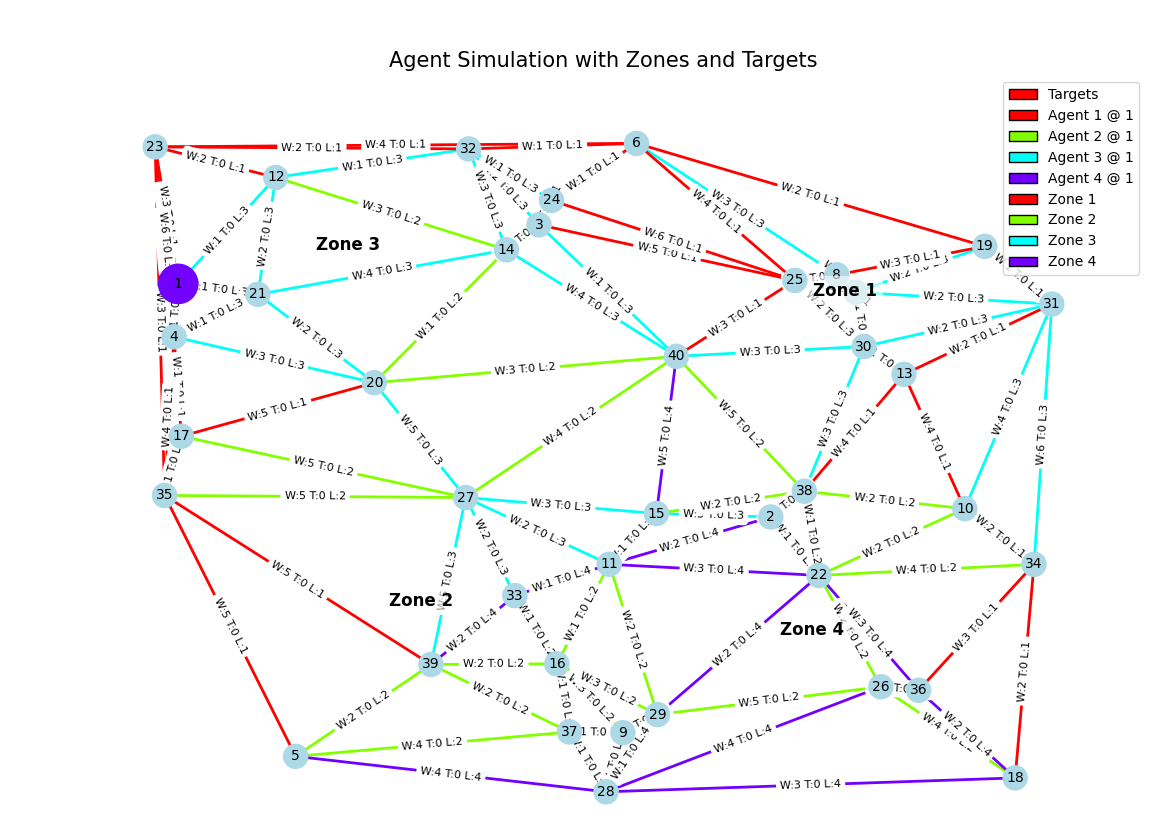 Agent Simulation with Zones and Targets
Targets
Agent 1 @ 1
Agent 2 @ 1
Agent 3 @ 1
Agent 4 @ 1
Zone 1
Zone 2
Zone 3
Zone 4
23
32
6
12
24
3
14
19
25
8
1
21
31
4
40
30
13
20
17
35
27
15
2
38
10
11
22
34
33
39
16
26
36
29
37
9
5
28
18
Zone 3
Zone 1
Zone 2
Zone 4
W:2 T:0 L:1
W:4 T:0 L:1
W:1 T:0 L:1
W:2 T:0 L:1
W:1 T:0 L:3
W:1 T:0 L:3
W:1 T:0 L:1
W:3 T:0 L:3
W:3 T:0 L:2
W:1 T:0 L:3
W:2 T:0 L:3
W:4 T:0 L:3
W:4 T:0 L:1
W:3 T:0 L:3
W:2 T:0 L:1
W:6 T:0 L:1
W:5 T:0 L:1
W:3 T:0 L:1
W:2 T:0 L:3
W:2 T:0 L:3
W:2 T:0 L:1
W:1 T:0 L:3
W:4 T:0 L:3
W:1 T:0 L:2
W:2 T:0 L:3
W:1 T:0 L:3
W:3 T:0 L:3
W:3 T:0 L:2
W:3 T:0 L:1
W:3 T:0 L:3
W:2 T:0 L:3
W:5 T:0 L:1
W:5 T:0 L:2
W:5 T:0 L:2
W:5 T:0 L:3
W:4 T:0 L:2
W:5 T:0 L:4
W:5 T:0 L:2
W:3 T:0 L:3
W:4 T:0 L:1
W:4 T:0 L:1
W:4 T:0 L:3
W:6 T:0 L:3
W:3 T:0 L:3
W:2 T:0 L:2
W:2 T:0 L:2
W:2 T:0 L:1
W:2 T:0 L:3
W:2 T:0 L:3
W:2 T:0 L:4
W:1 T:0 L:2
W:2 T:0 L:2
W:1 T:0 L:4
W:3 T:0 L:4
W:4 T:0 L:2
W:5 T:0 L:1
W:5 T:0 L:1
W:2 T:0 L:4
W:1 T:0 L:2
W:2 T:0 L:2
W:2 T:0 L:4
W:3 T:0 L:4
W:3 T:0 L:1
W:2 T:0 L:1
W:2 T:0 L:2
W:2 T:0 L:2
W:2 T:0 L:2
W:3 T:0 L:2
W:5 T:0 L:2
W:4 T:0 L:2
W:4 T:0 L:4
W:4 T:0 L:4
W:2 T:0 L:4
W:3 T:0 L:4